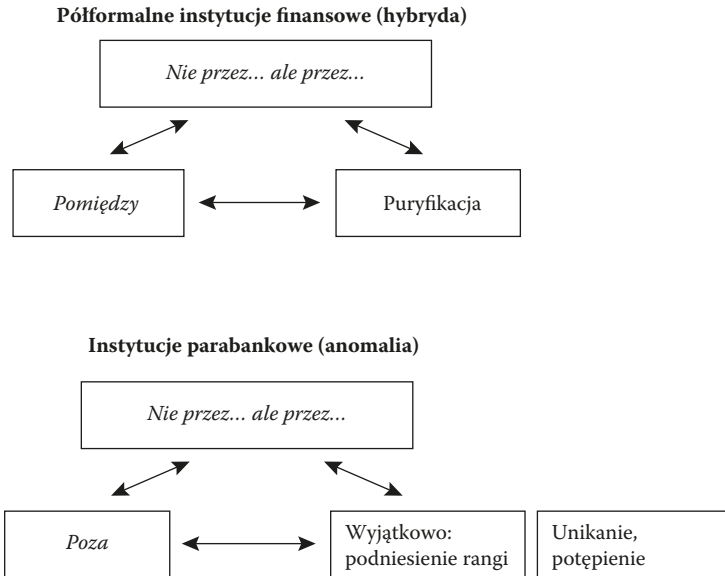 Półformalne instytucje finansowe (hybryda)
Nie przez... ale przez...
Pomiędzy
Puryfikacja
Instytucje parabankowe (anomalia)
Nie przez... ale przez...
Poza
Wyjątkowo:
podniesienie rangi
Unikanie,
potępienie